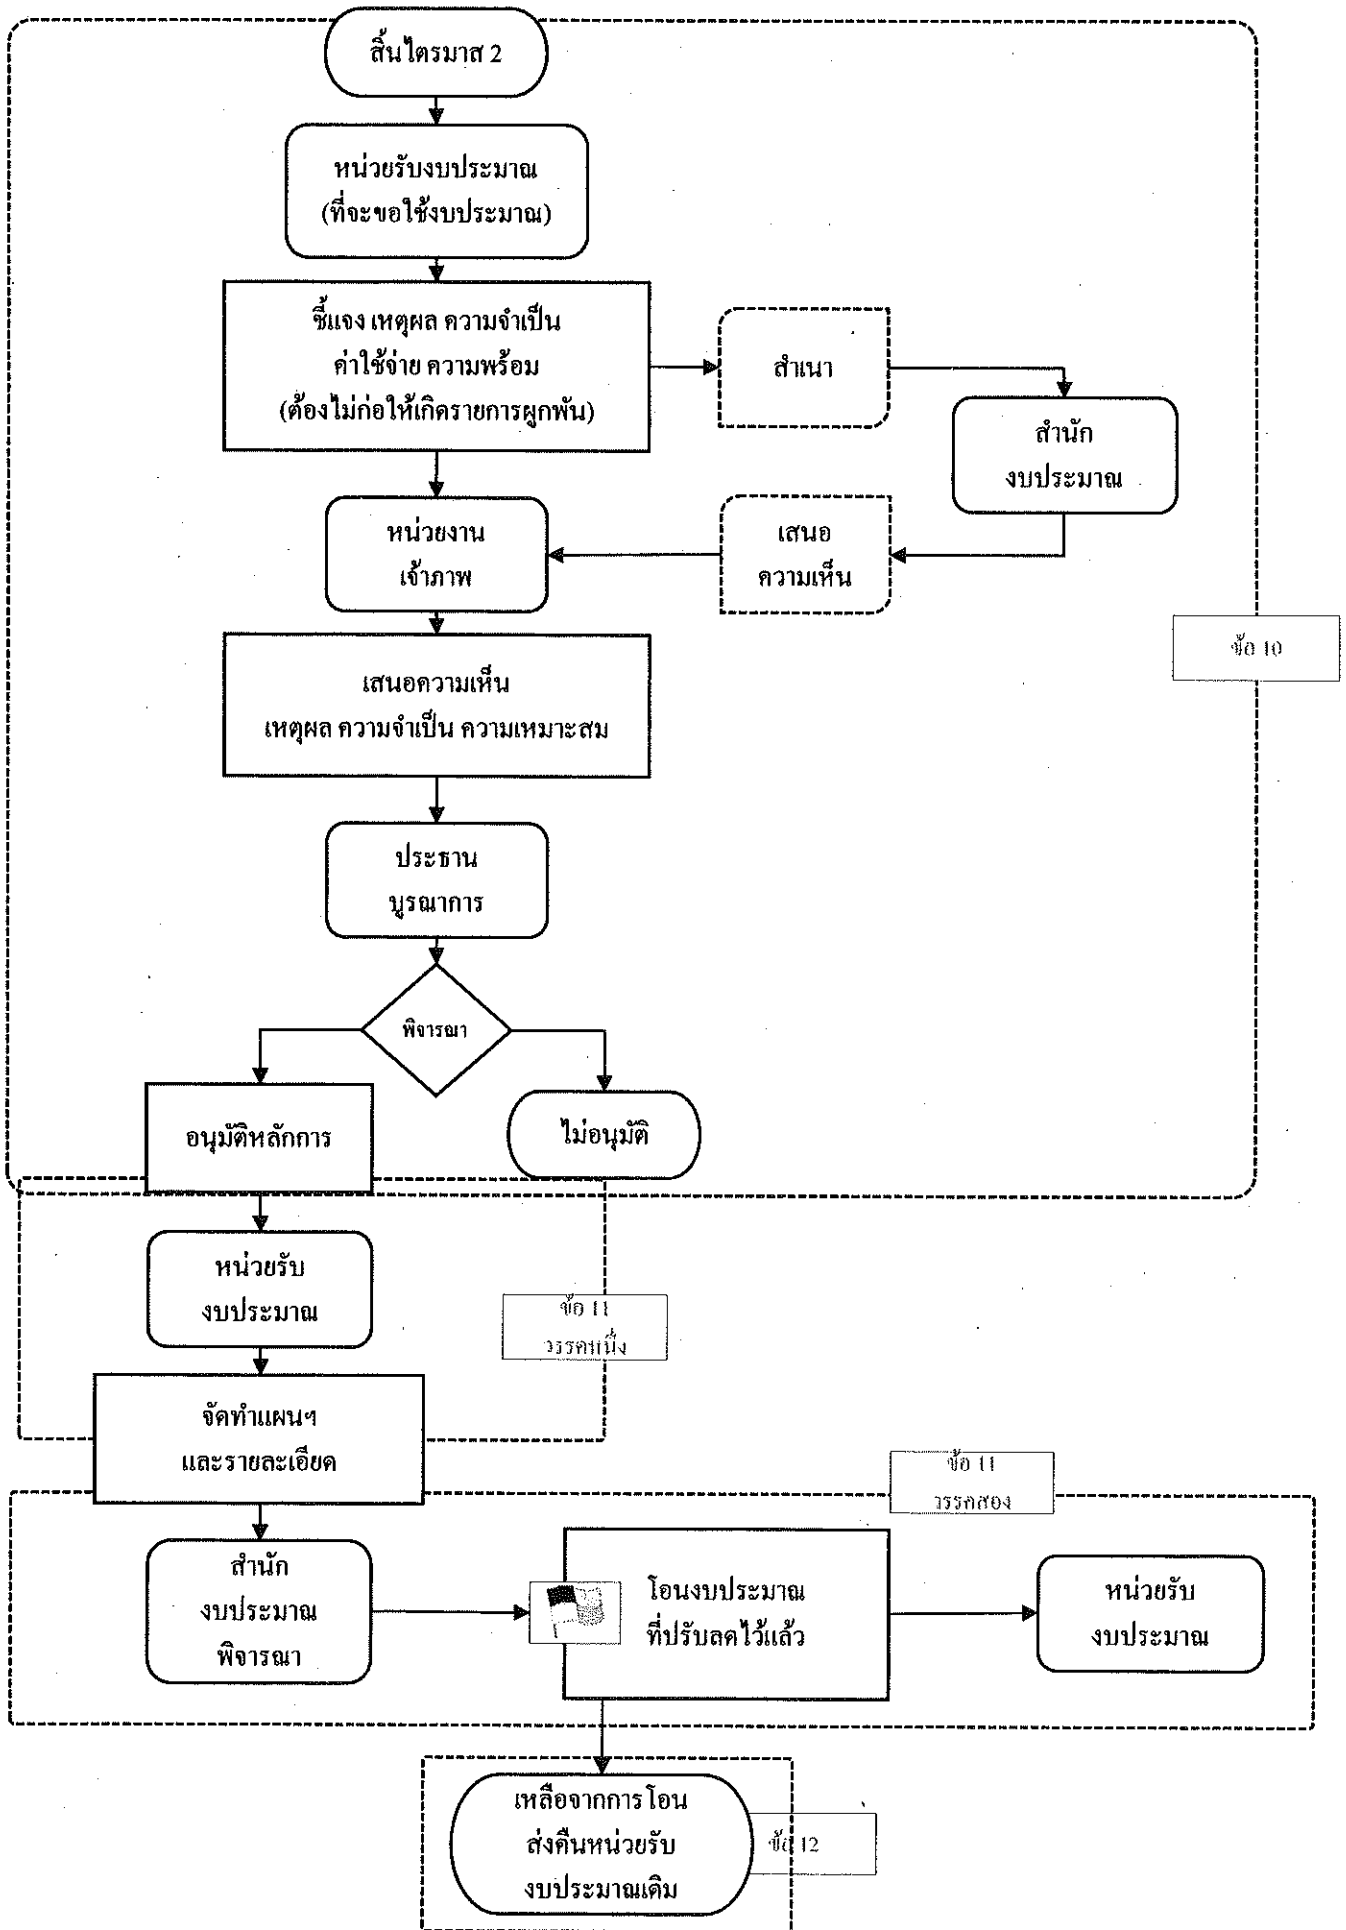 สิ้นไตรมาส 2
หน่วยรับงบประมาณ
(ที่จะขอใช้งบประมาณ)
ชี้แจง เหตุผล ความจำเป็น
ค่าใช้จ่าย ความพร้อม
(ต้องไม่ก่อให้เกิดรายการผูกพัน)
สำเนา
สำนัก
งบประมาณ
หน่วยงาน
เจ้าภาพ
เสนอ
ความเห็น
เสนอความเห็น
เหตุผล ความจำเป็น ความเหมาะสม
ข้อ 10
ประธาน
บูรณาการ
พิจารณา
อนุมัติหลักการ
ไม่อนุมัติ
หน่วยรับ
งบประมาณ
ข้อ 11
วรรคหนึ่ง
จัดทำแผนฯ
และรายละเอียด
ข้อ 11
วรรคสอง
สำนัก
งบประมาณ
พิจารณา
โอนงบประมาณ
ที่ปรับลดไว้แล้ว
หน่วยรับ
งบประมาณ
เหลือจากการโอน
ส่งคืนหน่วยรับ
งบประมาณเดิม
ข้อ 12